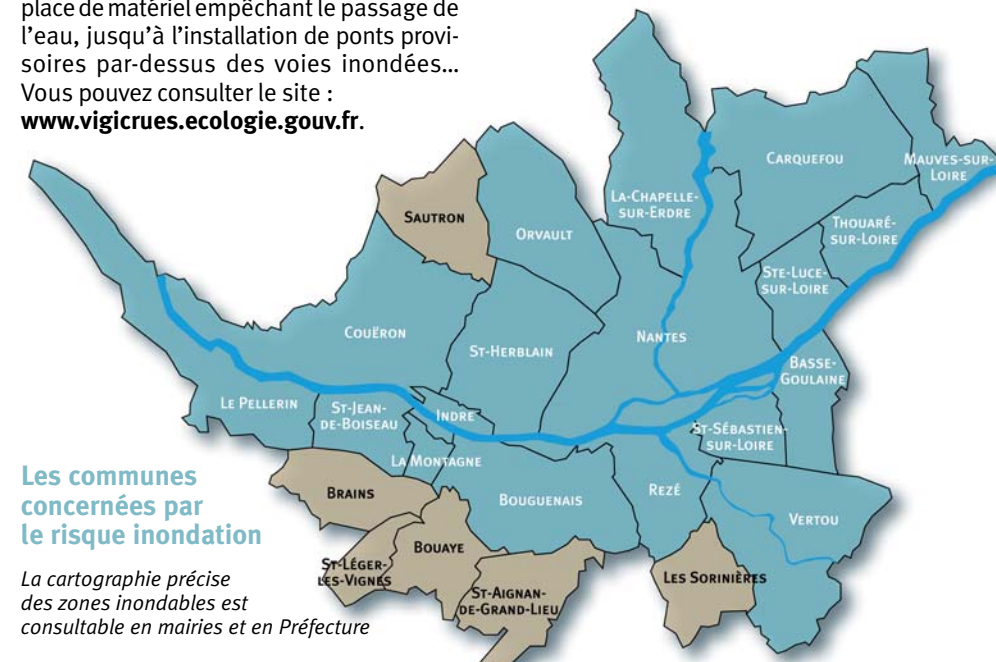 place de matériel empêchant le passage de
l'eau, jusqu'à l'installation de ponts provi-
soires par-dessus des voies inondées...
Vous pouvez consulter le site :
www.vigicrues.ecologie.gouv.fr.
SAUTRON
ORVAULT
LA-CHAPELLE-
SUR-ERDRE
CARQUEFOU
MAUVES-SUR-
LOIRE
THOUARÉ-
SUR-LOIRE
STE-LUCE-
SUR-LOIRE
COUËRON
ST-HERBLAIN
NANTES
BASSE-
GOULAINE
LE PELLERIN
ST-JEAN-
DE-BOISEAU
INDRE
ST-SÉBASTIEN-
SUR-LOIRE
LA MONTAGNE
BRAINS
BOUGUENAIS
REZÉ
VERTOU
BOUAYE
ST-LÉGER-
LES-VIGNES
ST-AIGNAN-
DE-GRAND-LIEU
LES SORINIÈRES
Les communes
concernées par
le risque inondation
La cartographie précise
des zones inondables est
consultable en mairies et en Préfecture